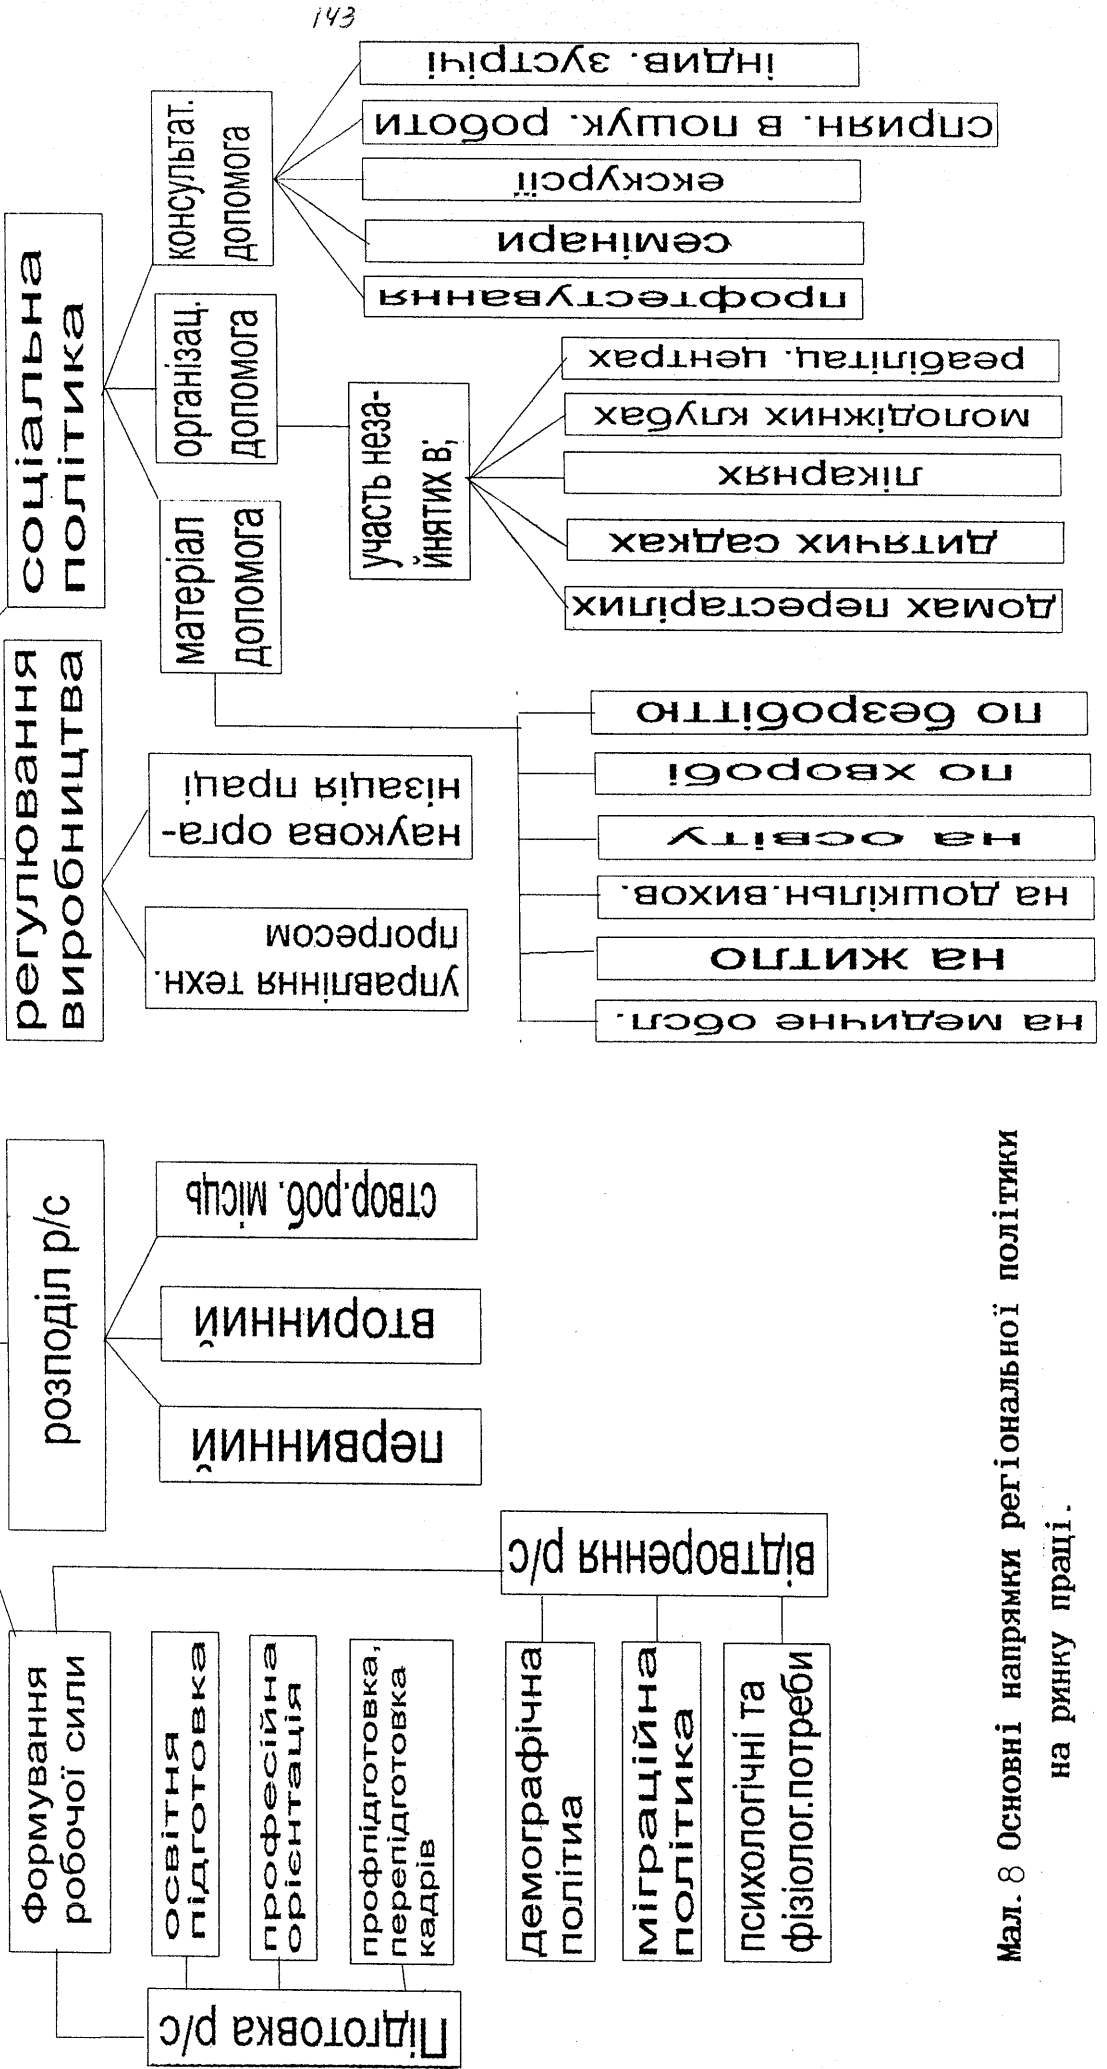 143
Формування
робочої сили
розподіл р/с
регулювання
виробництва
соціальна
політика
Підготовка р/с
освітня
підготовка
професійна
орієнтація
профпідготовка,
перепідготовка
кадрів
відтворення р/с
демографічна
політиа
міграційна
політика
психологічні та
фізіолог.потреби
первинний
вторинний
створ.роб. місць
управління техн.
прогресом
наукова орга-
нізація праці
матеріал
допомога
організац.
допомога
консультат.
допомога
на медичне обсл.
на житло
на дошкільн.вихов.
на освіту
по хворобі
по безробіттю
участь неза-
йнятих в;
домах перестарілих
дитячих садках
лікарнях
молодіжних клубах
реабілітац. центрах
профтестування
семінари
екскурсії
сприян. в пошук. роботи
індив. зустрічі
Мал. 8 Основні напрямки регіональної політики
на ринку праці.